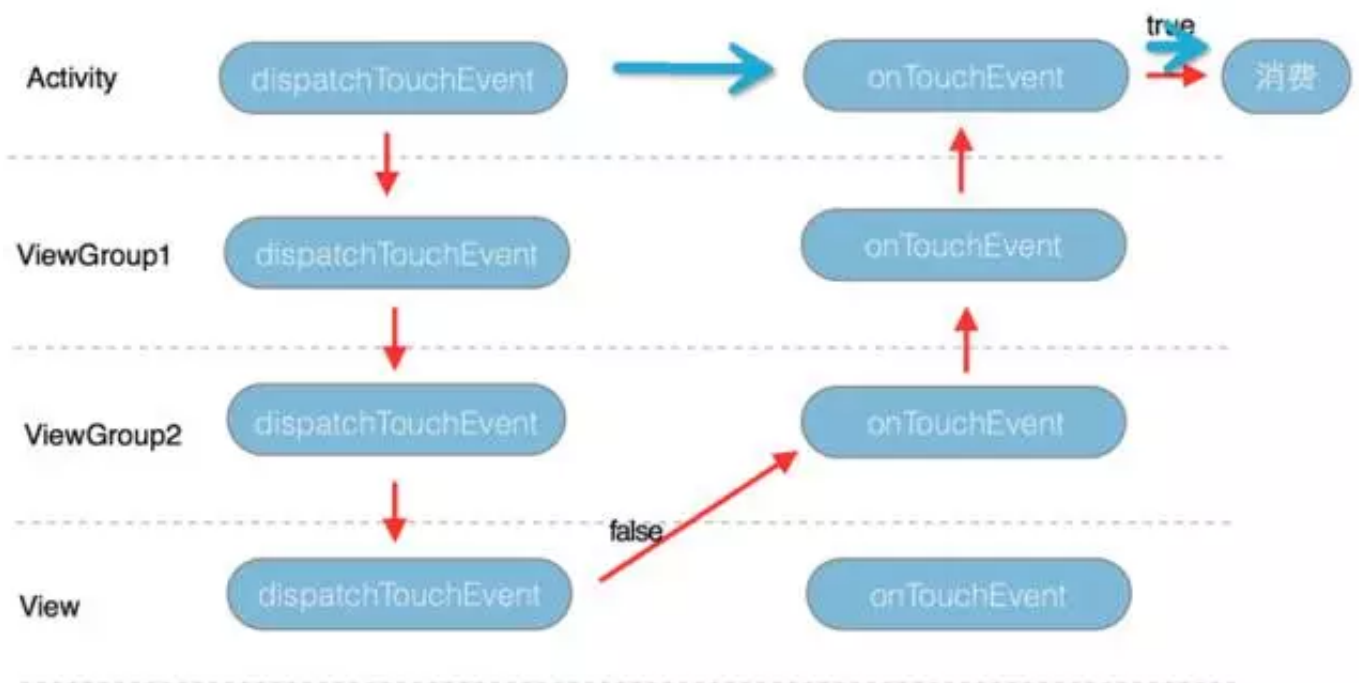 true
Activity
dispatchTouchEvent
onTouchEvent
消费
ViewGroup1
dispatchTouchEvent
onTouchEvent
ViewGroup2
dispatchTouchEvent
onTouchEvent
false
View
dispatchTouchEvent
onTouchEvent